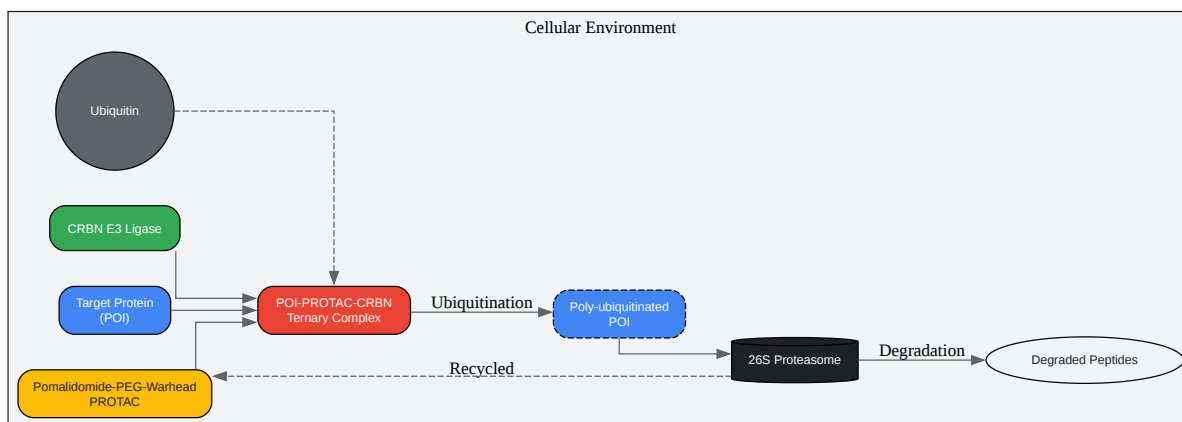 Cellular Environment
Ubiquitin
CRBN E3 Ligase
Target Protein
(POI)
POI-PROTAC-CRBN
Ternary Complex
Ubiquitination
Poly-ubiquitinated
POI
26S Proteasome
Degradation
Degraded Peptides
Recycled
Pomalidomide-PEG-Warhead
PROTAC